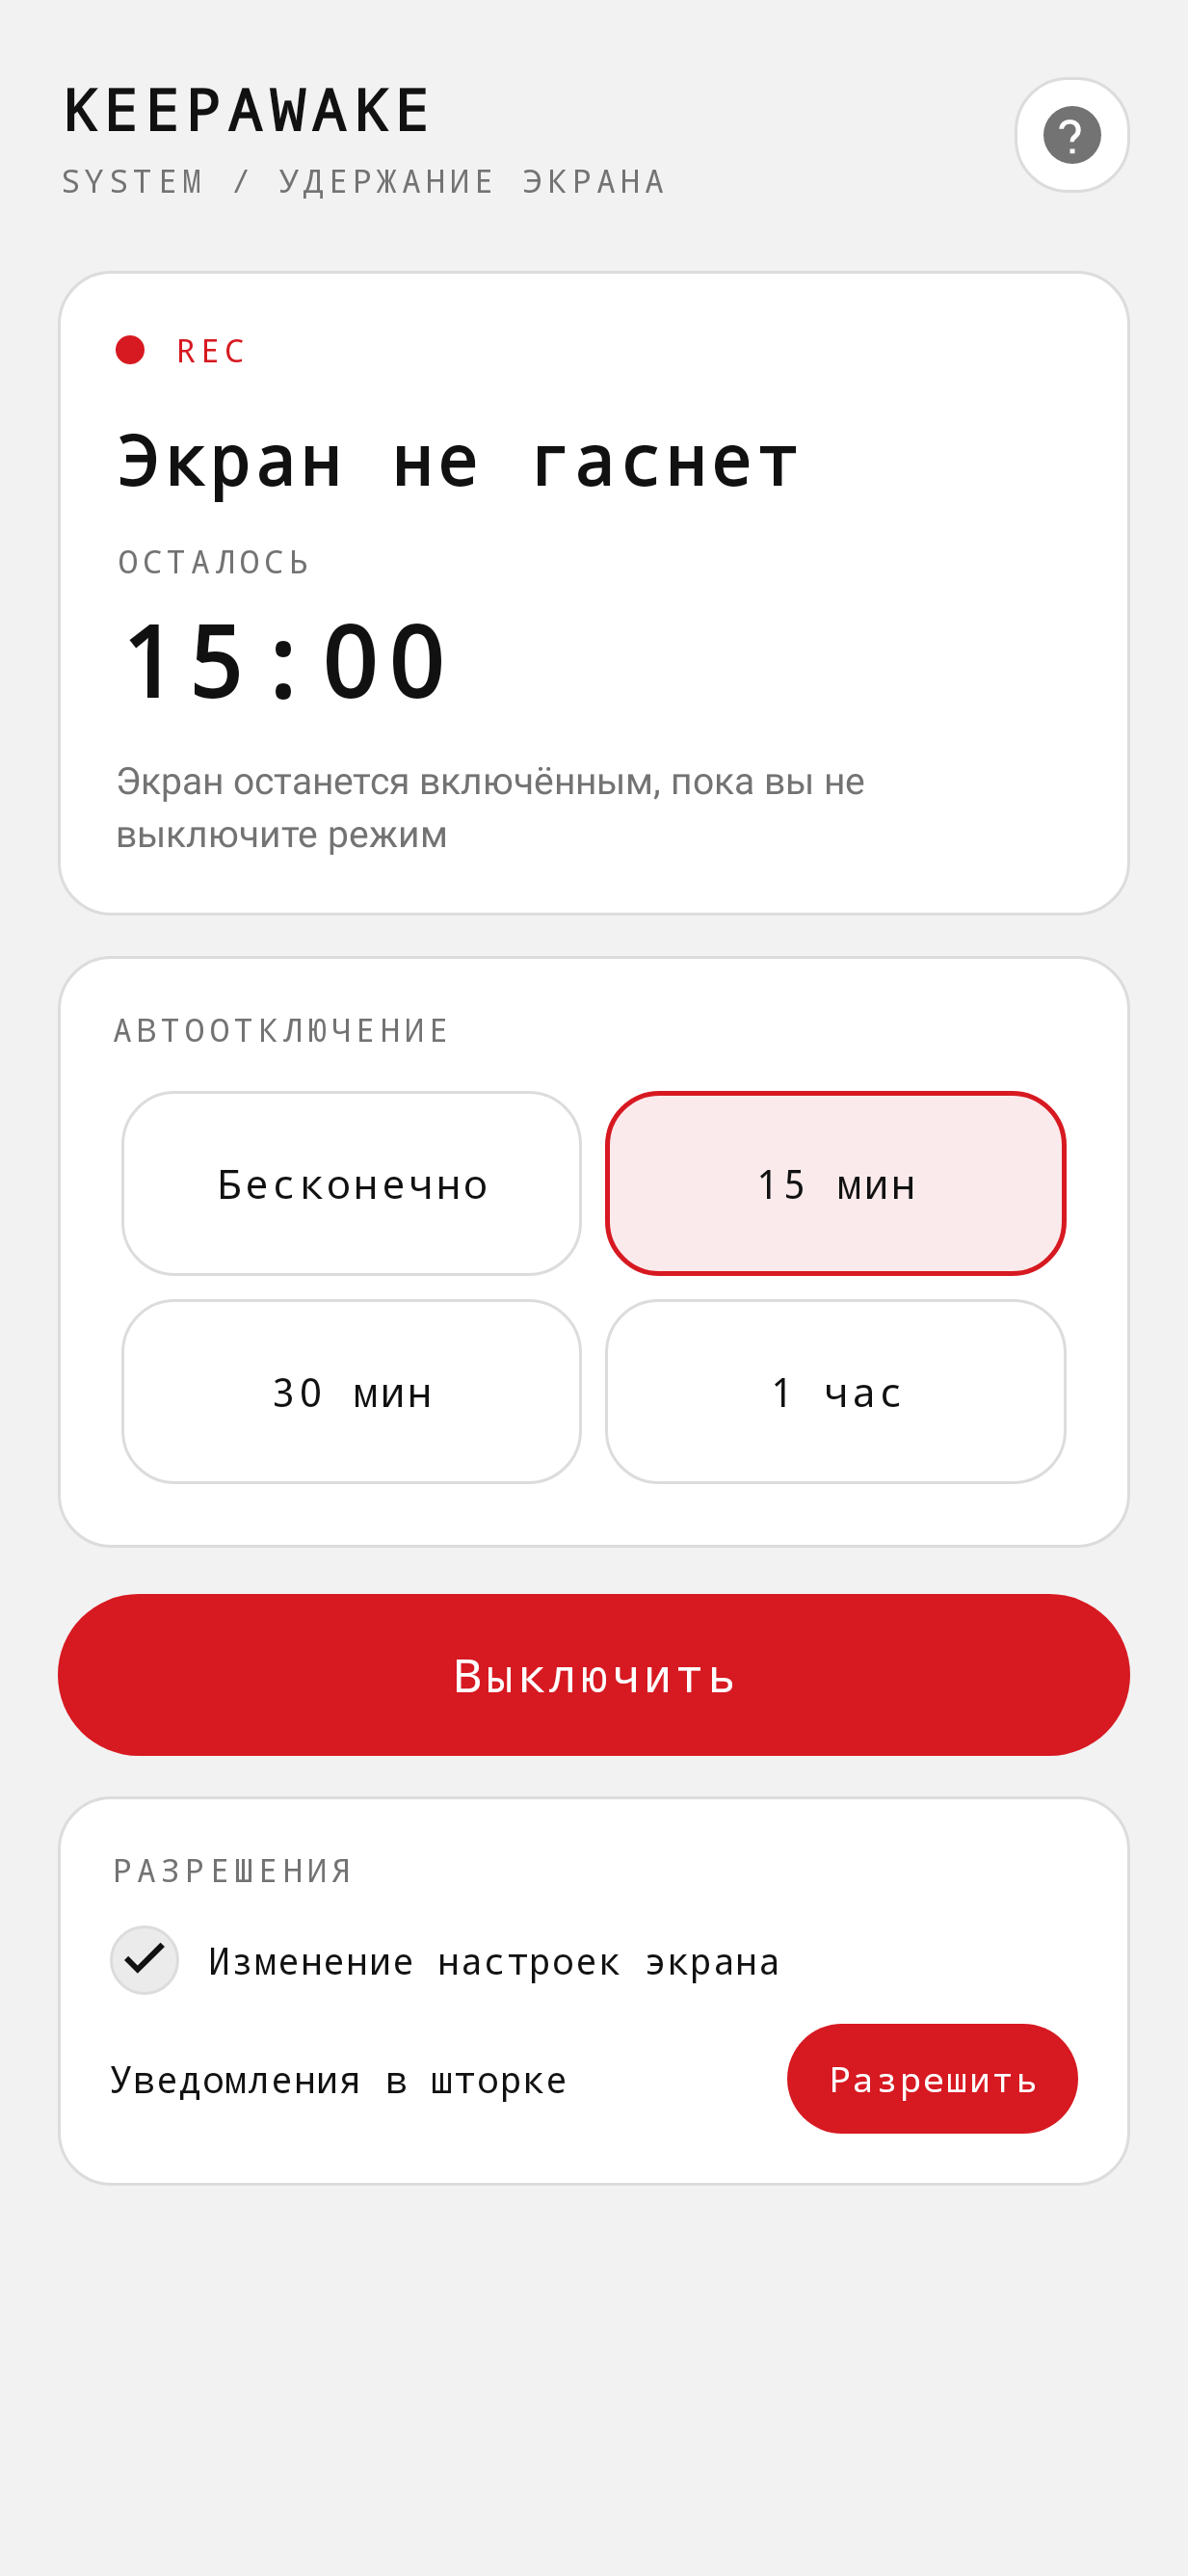 KEEPAWAKE
SYSTEM / УДЕРЖАНИЕ ЭКРАНА
REC
Экран не гаснет
ОСТАЛОСЬ
15:00
Экран останется включённым, пока вы не
выключите режим
АВТООТКЛЮЧЕНИЕ
Бесконечно
15 мин
30 мин
1 час
Выключить
РАЗРЕШЕНИЯ
Изменение настроек экрана
Уведомления в шторке
Разрешить